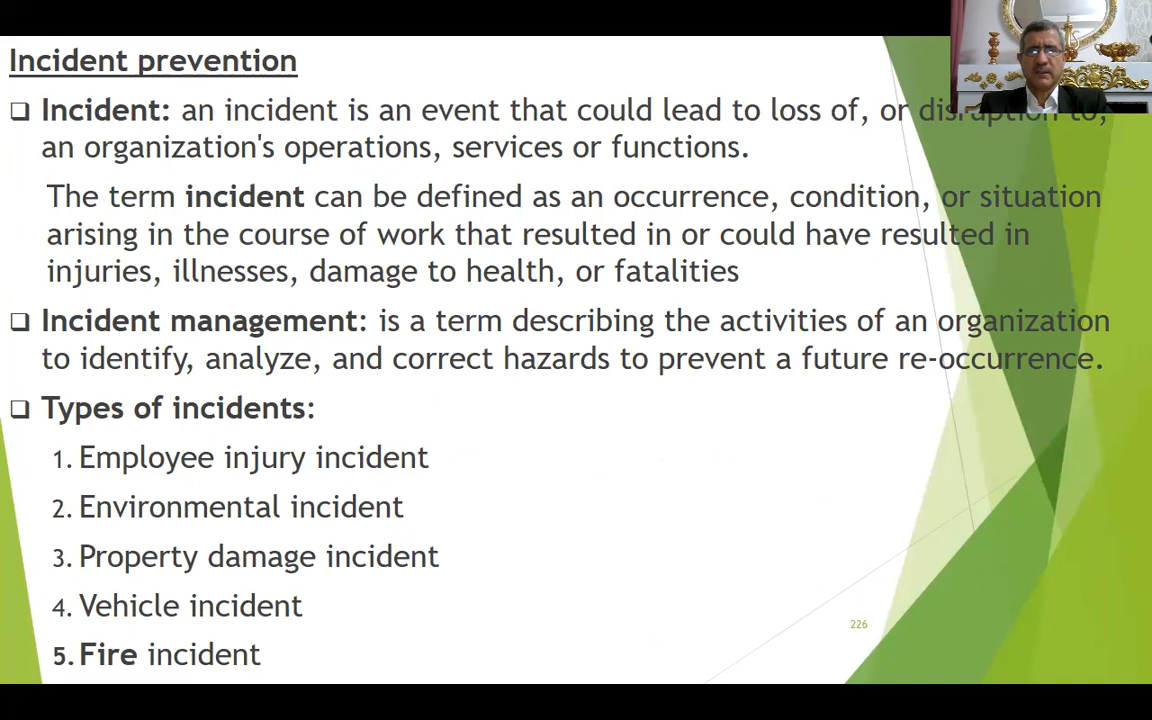 Incident prevention
❑ Incident: an incident is an event that could lead to loss of, or disruption to,
an organization's operations, services or functions.
The term incident can be defined as an occurrence, condition, or situation
arising in the course of work that resulted in or could have resulted in
injuries, illnesses, damage to health, or fatalities
❑ Incident management: is a term describing the activities of an organization
to identify, analyze, and correct hazards to prevent a future re-occurrence.
❑ Types of incidents:
1. Employee injury incident
2. Environmental incident
3. Property damage incident
4. Vehicle incident
226
5. Fire incident